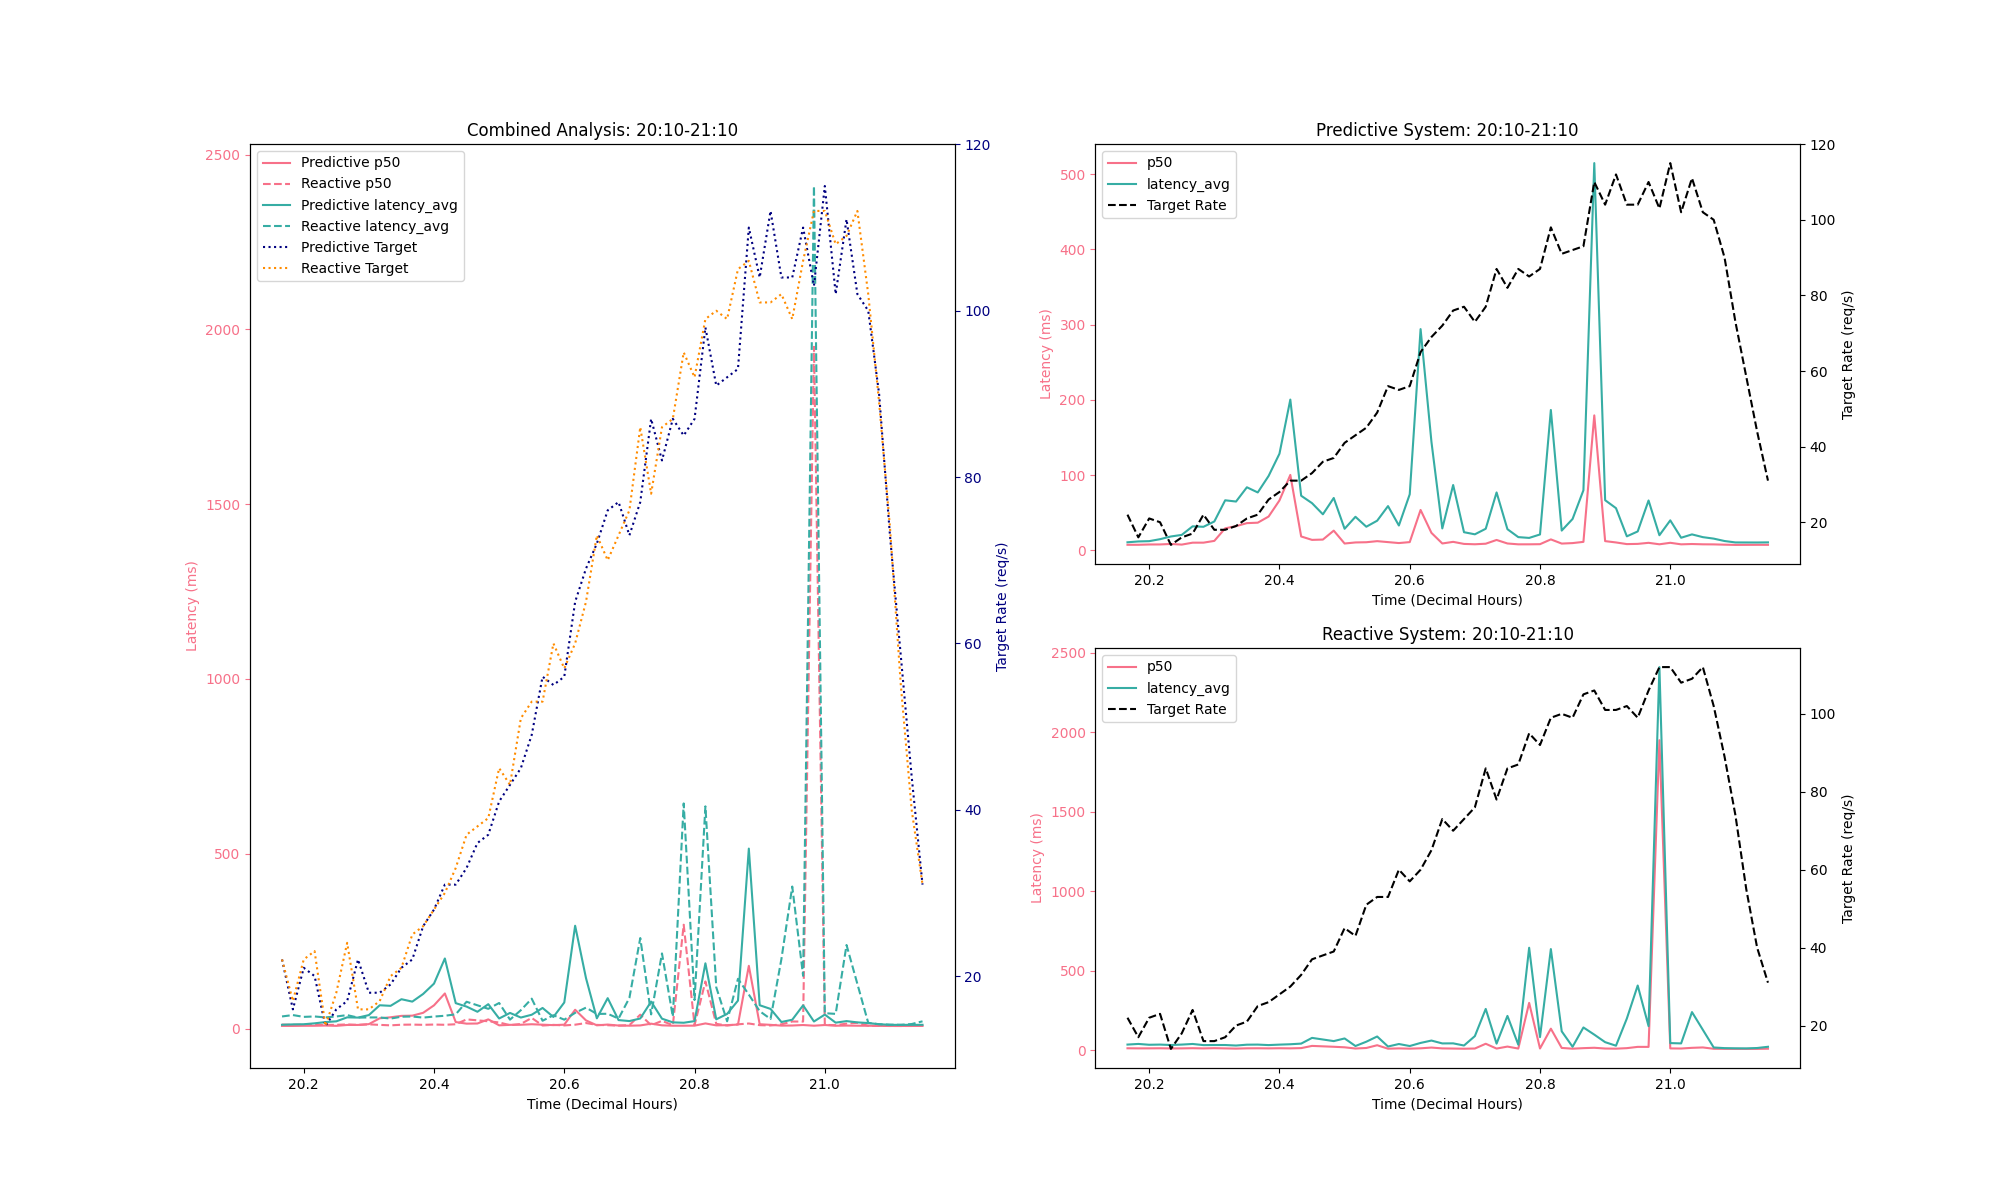 Combined Analysis: 20:10-21:10
Predictive p50
Reactive p50
Predictive latency_avg
Reactive latency_avg
Predictive Target
Reactive Target
2500
2000
1500
1000
500
0
Latency (ms)
120
100
80
60
40
20
Target Rate (req/s)
20.2 20.4 20.6 20.8 21.0
Time (Decimal Hours)
Predictive System: 20:10-21:10
p50
latency_avg
Target Rate
500
400
300
200
100
0
Latency (ms)
120
100
80
60
40
20
Target Rate (req/s)
20.2 20.4 20.6 20.8 21.0
Time (Decimal Hours)
Reactive System: 20:10-21:10
p50
latency_avg
Target Rate
2500
2000
1500
1000
500
0
Latency (ms)
100
80
60
40
20
Target Rate (req/s)
20.2 20.4 20.6 20.8 21.0
Time (Decimal Hours)